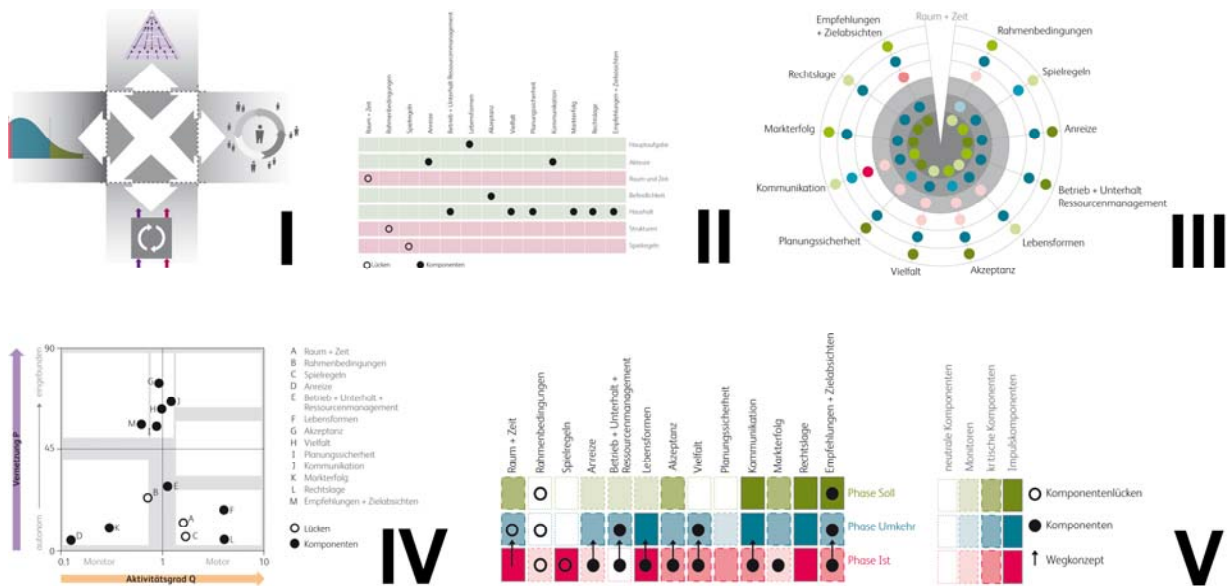 I
Raum + Zeit
Rahmenbedingungen
Spielregeln
Anreize
Betrieb + Unterhalt Ressourcenmanagement
Lebensformen
Akzeptanz
Vielfalt
Planungssicherheit
Kommunikation
Markterfolg
Rechtslage
Empfehlungen + Zielabsichten
Hauptaufgabe
Akteure
Raum und Zeit
Befindlichkeit
Haushalt
Strukturen
Spielregeln
Lücken
Komponenten
II
Raum + Zeit
Empfehlungen
+ Zielabsichten
Rahmenbedingungen
Rechtslage
Spielregeln
Markterfolg
Anreize
Kommunikation
Betrieb + Unterhalt
Ressourcenmanagement
Planungssicherheit
Lebensformen
Vielfalt
Akzeptanz
III
Vernetzung P
autonom
eingebunden
90
45
0
G
J
H
M
I
B
E
A
F
K
D
C
L
0.1
Monitor
1
Motor
10
Aktivitätsgrad Q
A Raum + Zeit
B Rahmenbedingungen
C Spielregeln
D Anreize
E Betrieb + Unterhalt +
Ressourcenmanagement
F Lebensformen
G Akzeptanz
H Vielfalt
I Planungssicherheit
J Kommunikation
K Markterfolg
L Rechtslage
M Empfehlungen + Zielabsichten
Lücken
Komponenten
IV
Raum + Zeit
Rahmenbedingungen
Spielregeln
Anreize
Betrieb + Unterhalt +
Ressourcenmanagement
Lebensformen
Akzeptanz
Vielfalt
Planungssicherheit
Kommunikation
Markterfolg
Rechtslage
Empfehlungen + Zielabsichten
Phase Soll
Phase Umkehr
Phase Ist
neutrale Komponenten
Monitoren
kritische Komponenten
Impulskomponenten
Komponentenlücken
Komponenten
Wegkonzept
V